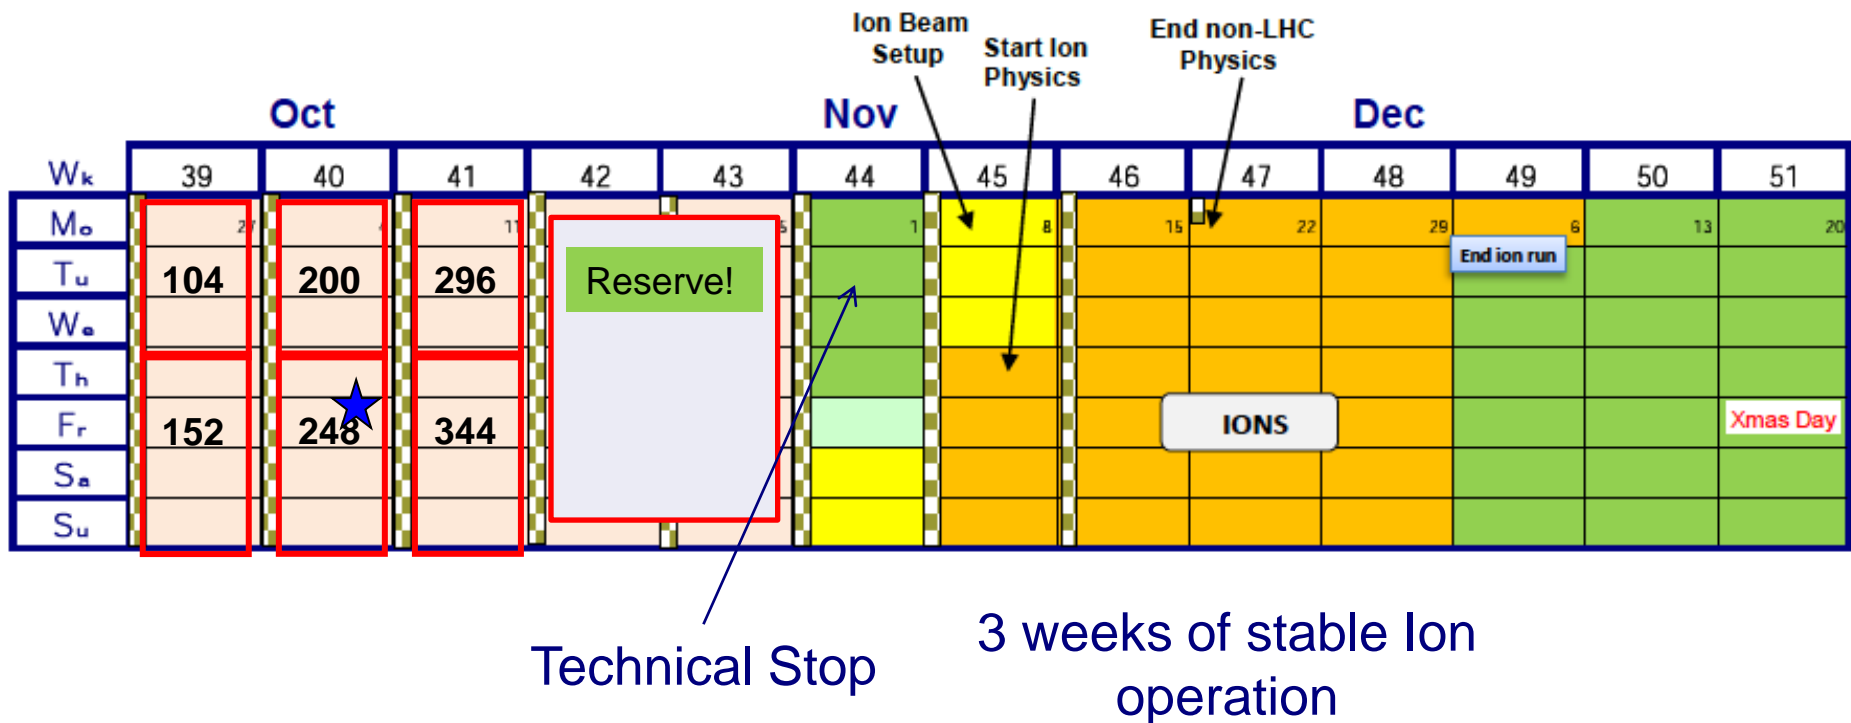 Ion Beam
Setup
Start Ion
Physics
End non-LHC
Physics
Oct Nov Dec
Wk 39 40 41 42 43 44 45 46 47 48 49 50 51
Mo 27 11 1 8 15 22 29 6 13 20
Tu 104 200 296 Reserve! End ion run
We
Th
Fr 152 248 344 IONS Xmas Day
Sa
Su
Technical Stop
3 weeks of stable Ion
operation